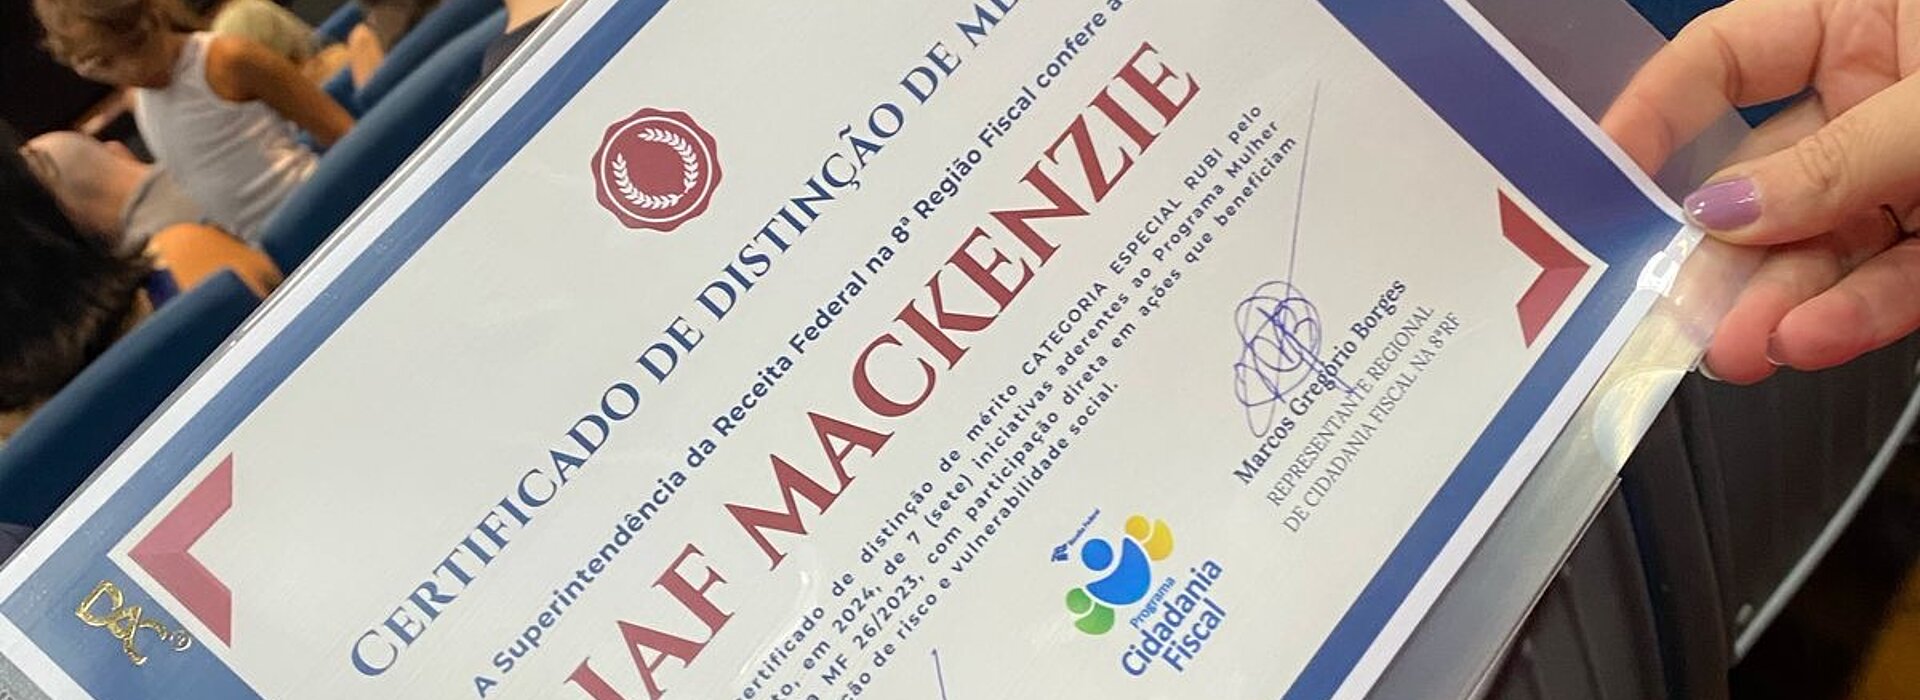 CERTIFICADO DE DISTINÇÃO DE
A Superintendência da Receita Federal na 8ª Região Fiscal confere
NAF MACKENZIE
de distinção de mérito CATEGORIA ESPECIAL RUBI pelo
em 2024, de 7 (sete) iniciativas aderentes ao Programa Mulher
MF 26/2023, com participação direta em ações que beneficiam
de risco e vulnerabilidade social.
Marcos Gregório Borges
REPRESENTANTE REGIONAL
DE CIDADANIA FISCAL NA 8ªRF
Receita Federal
Programa
Cidadania
Fiscal